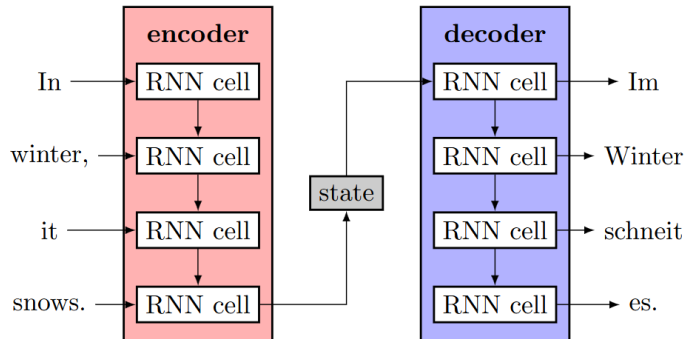 encoder
In
RNN cell
winter,
RNN cell
it
RNN cell
snows.
RNN cell
state
decoder
RNN cell
Im
RNN cell
Winter
RNN cell
schneit
RNN cell
es.